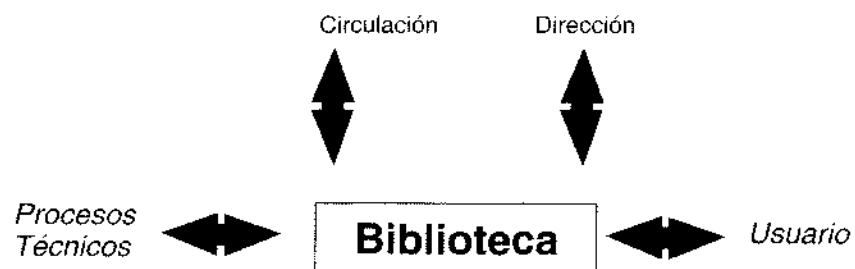 Circulación
Dirección
Procesos
Técnicos
Biblioteca
Usuario